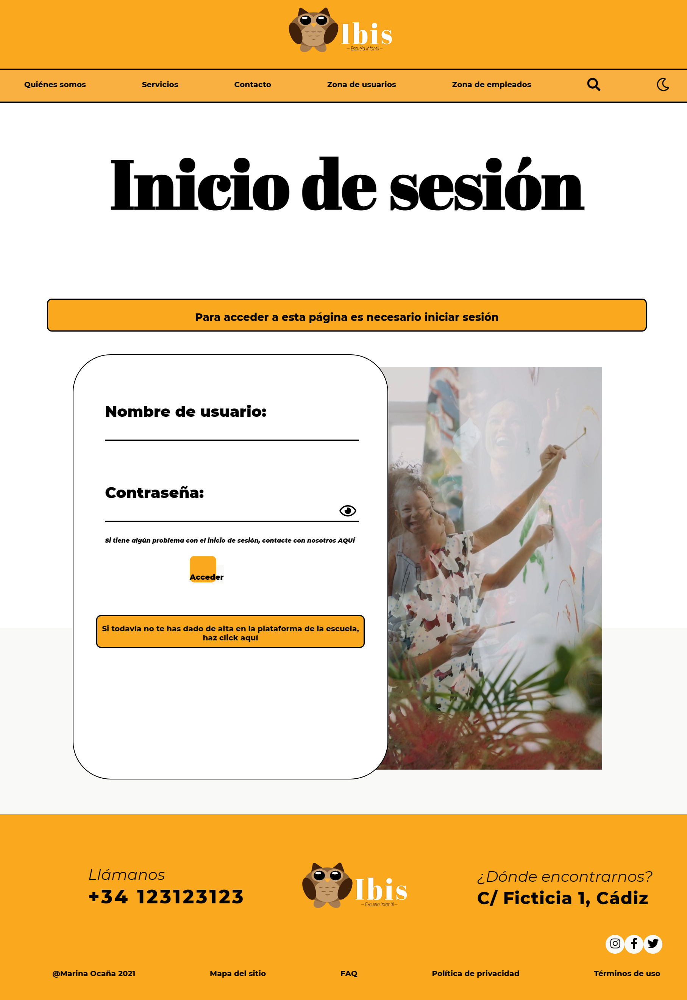 Ibis
– Escuela infantil –
Quiénes somos
Servicios
Contacto
Zona de usuarios
Zona de empleados
Inicio de sesión
Para acceder a esta página es necesario iniciar sesión
Nombre de usuario:
Contraseña:
Si tiene algún problema con el inicio de sesión, contacte con nosotros AQUÍ
Acceder
Si todavía no te has dado de alta en la plataforma de la escuela,
haz click aquí
Llámanos
+34 123123123
Ibis
– Escuela infantil –
¿Dónde encontrarnos?
C/ Ficticia 1, Cádiz
@Marina Ocaña 2021
Mapa del sitio
FAQ
Política de privacidad
Términos de uso